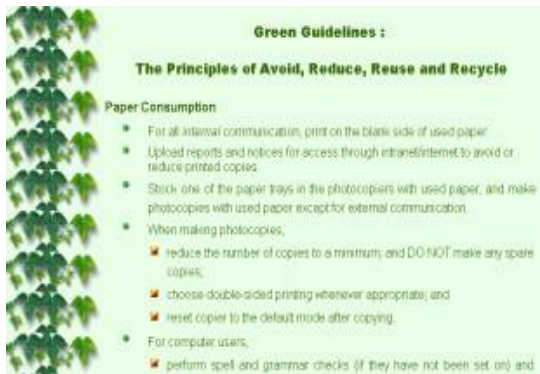 Green Guidelines :
The Principles of Avoid, Reduce, Reuse and Recycle
Paper Consumption
For all internal communication, print on the blank side of used paper.
Upload reports and notices for access through intranet/internet to avoid or
reduce printed copies
Stock one of the paper trays in the photocopiers with used paper, and make
photocopies with used paper except for external communication.
When making photocopies,
reduce the number of copies to a minimum; and DO NOT make any spare
copies;
choose double-sided printing whenever appropriate; and
reset copier to the default mode after copying.
For computer users,
perform spell and grammar checks (if they have not been set on) and